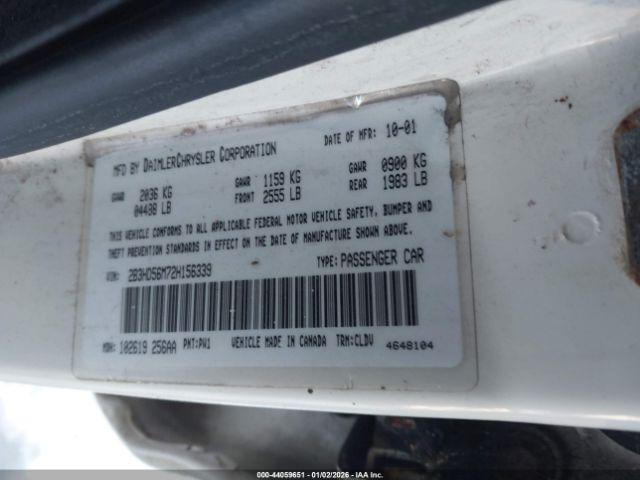 MFD BY DAIMLERCHRYSLER CORPORATION DATE OF MFR: 10-01
GVWR 2036 KG GAWR 1159 KG GAWR 0900 KG
04498 LB FRONT 2555 LB REAR 1983 LB
THIS VEHICLE CONFORMS TO ALL APPLICABLE FEDERAL MOTOR VEHICLE SAFETY, BUMPER AND
THEFT PREVENTION STANDARDS IN EFFECT ON THE DATE OF MANUFACTURE SHOWN ABOVE.
VIN: 2B3HD56M72H156339 TYPE: PASSENGER CAR
MDH: 102619 256AA PNT: PW1 VEHICLE MADE IN CANADA TRM: CLDV 4648104
000-44059651 - 01/02/2026 - IAA Inc.